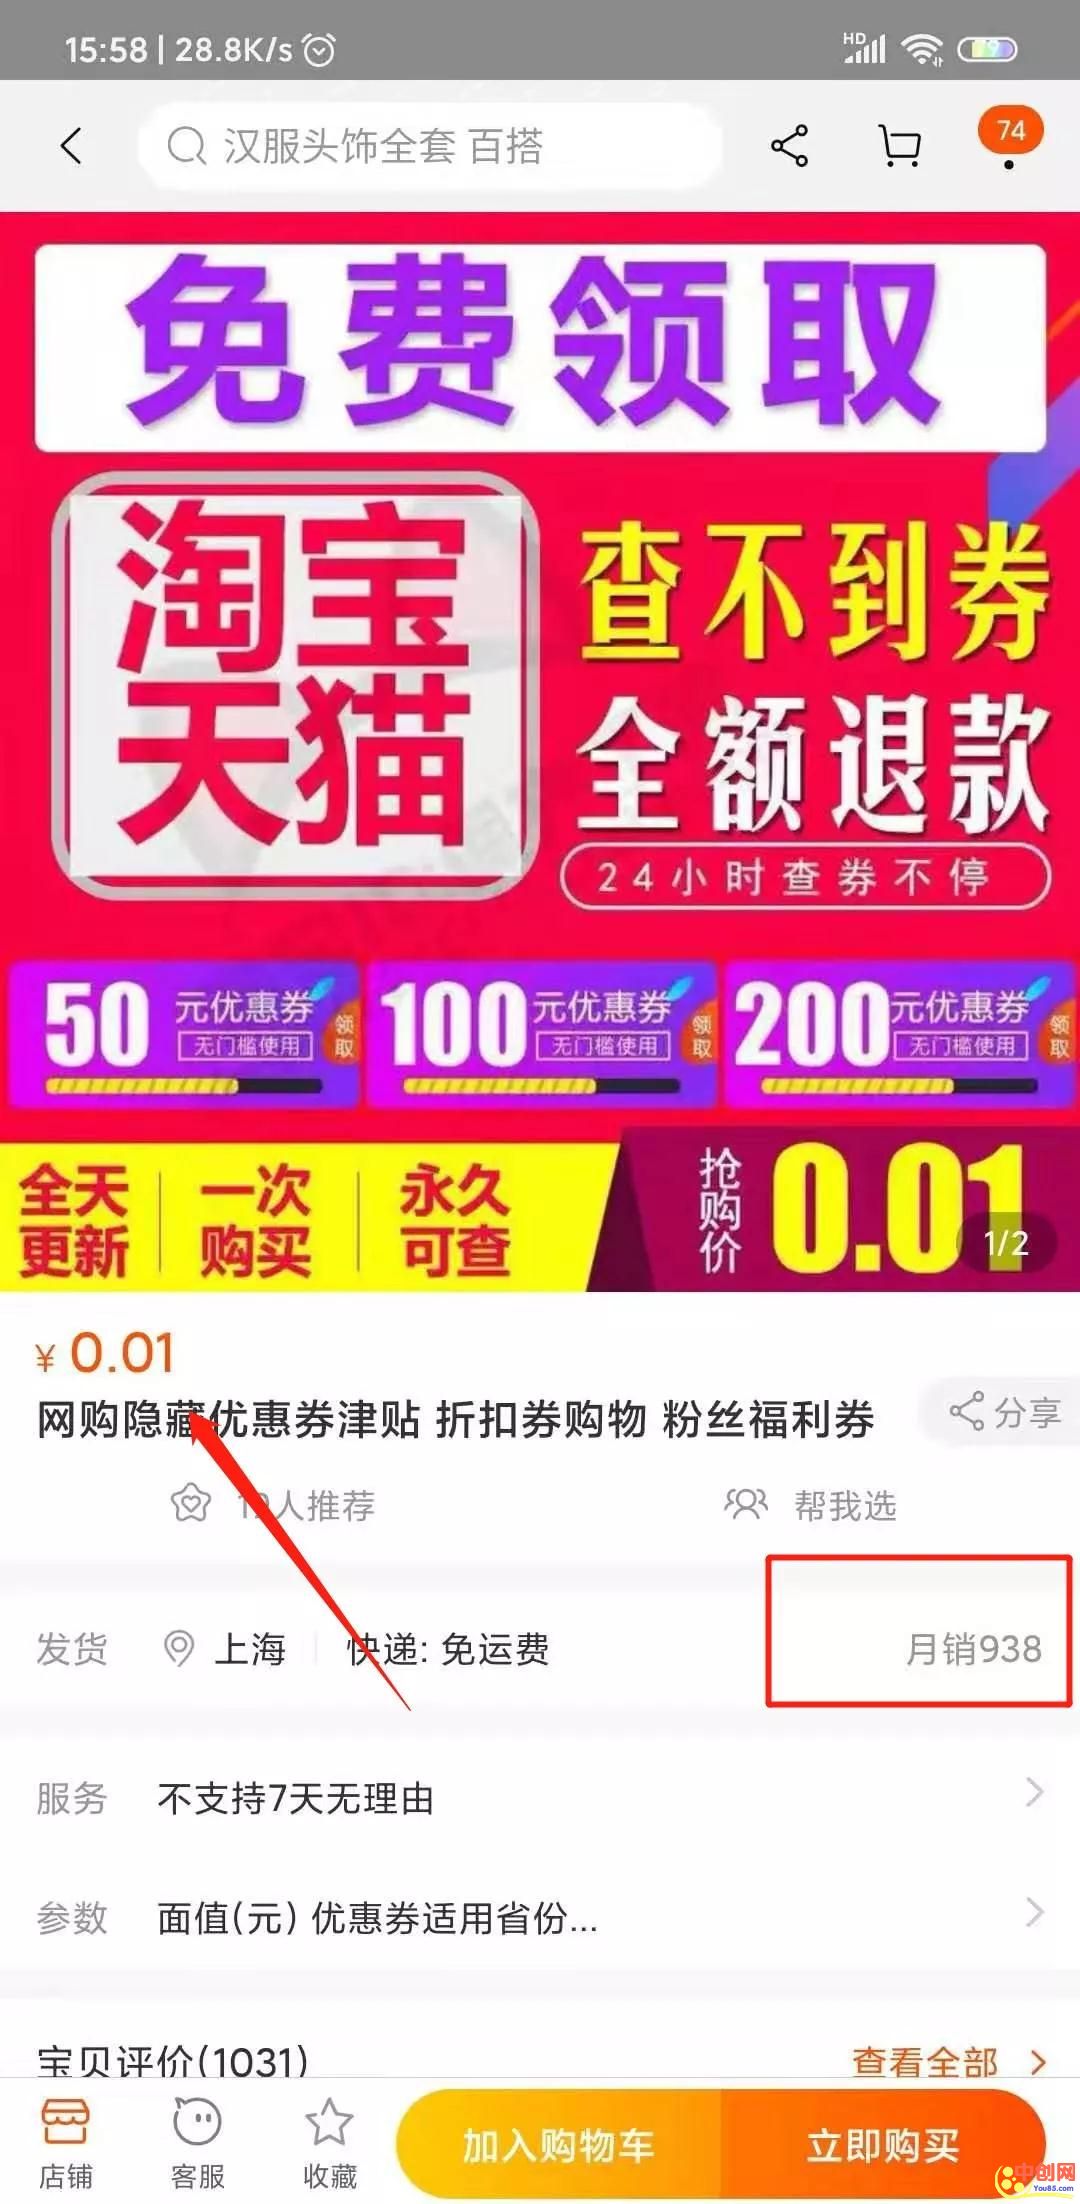 15:58 | 28.8K/s
HD
汉服头饰全套 百搭
74
免费领取
淘宝
天猫
查不到券
全额退款
24小时查券不停
50元优惠券
无门槛使用
领取
100元优惠券
无门槛使用
领取
200元优惠券
无门槛使用
领取
全天更新
一次购买
永久可查
抢购价
0.01
1/2
¥ 0.01
网购隐藏优惠券津贴 折扣券购物 粉丝福利券
分享
人推荐
帮我选
发货
上海
快递: 免运费
月销938
服务
不支持7天无理由
参数
面值(元) 优惠券适用省份...
宝贝评价(1031)
查看全部
店铺
客服
收藏
加入购物车
立即购买
中创网
You85.com